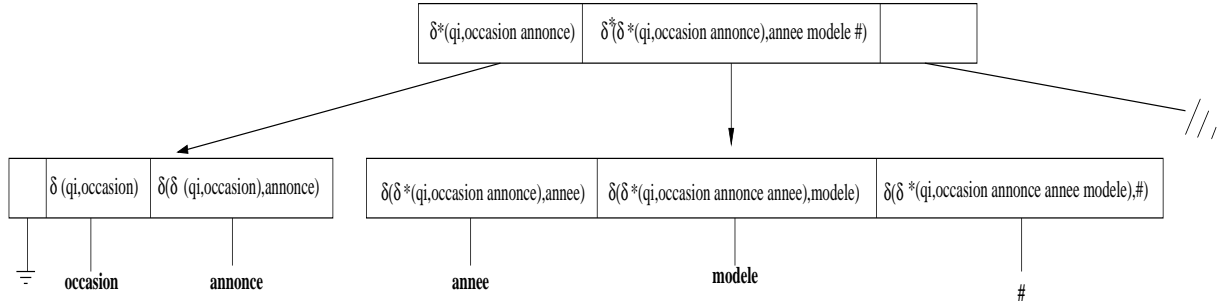 δ*(qi,occasion annonce) δ*(δ*(qi,occasion annonce),annee modele #)
δ (qi,occasion) δ(δ (qi,occasion),annonce) δ(δ*(qi,occasion annonce),annee) δ(δ*(qi,occasion annonce annee),modele) δ(δ*(qi,occasion annonce annee modele),#)
occasion annonce annee modele #